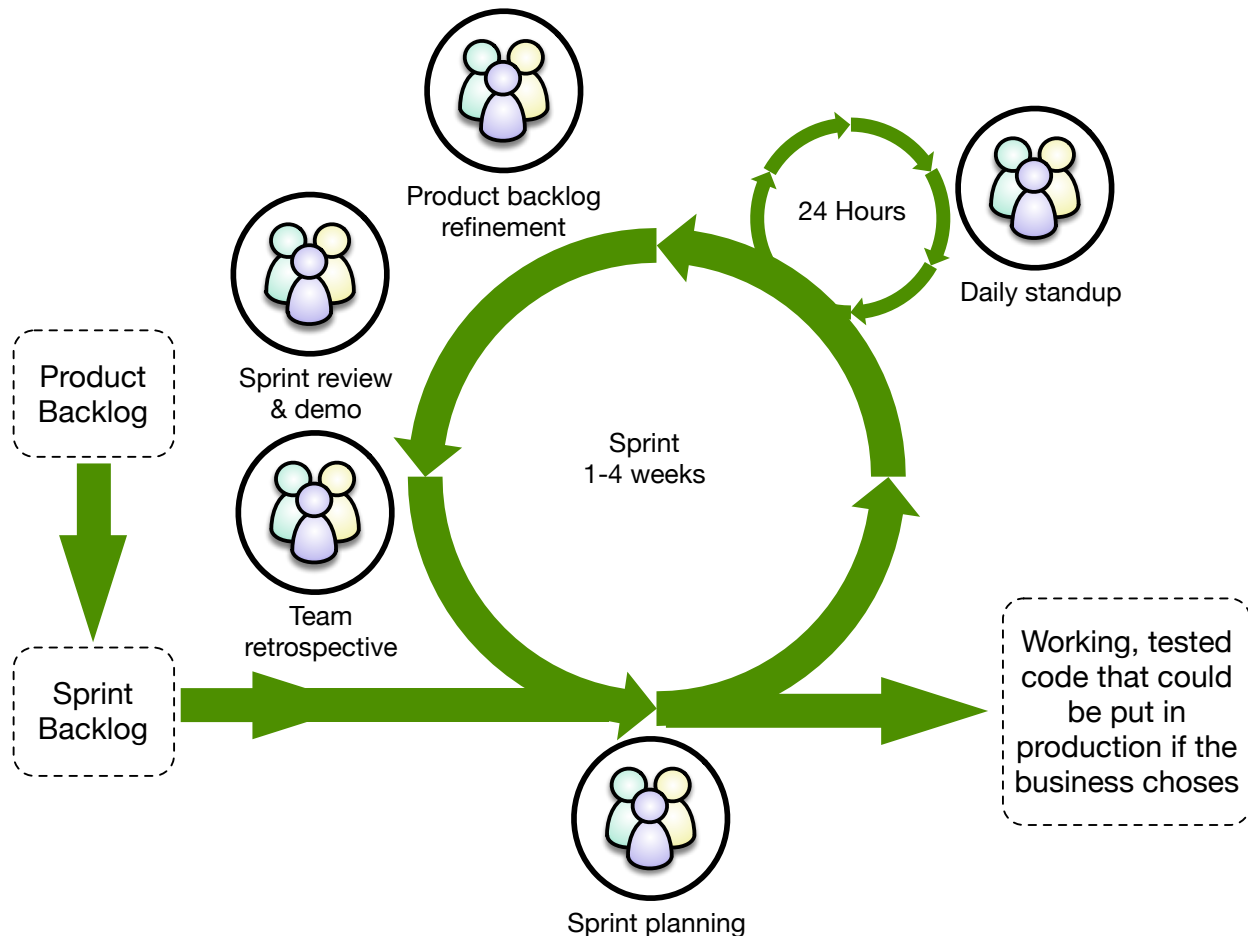 Product backlog
refinement
24 Hours
Daily standup
Sprint review
& demo
Product
Backlog
Sprint
1-4 weeks
Team
retrospective
Sprint
Backlog
Working, tested
code that could
be put in
production if the
business choses
Sprint planning